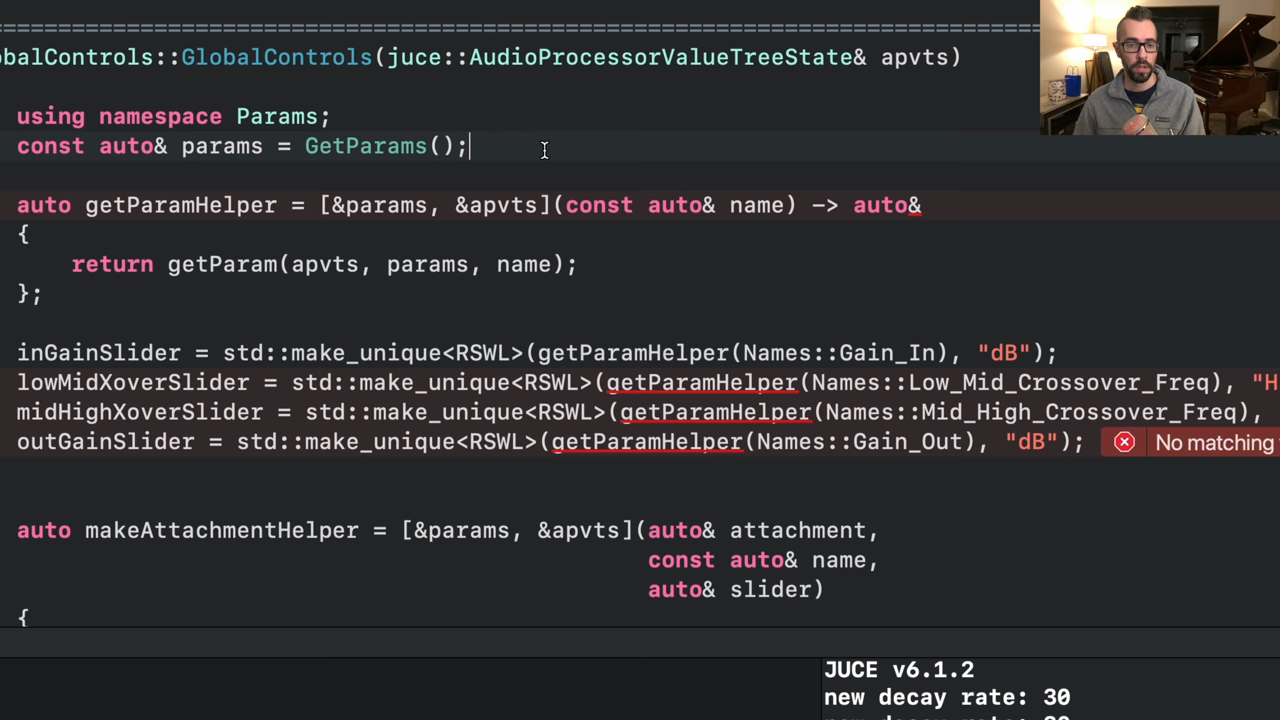 ============================================================
obalControls::GlobalControls(juce::AudioProcessorValueTreeState& apvts)
using namespace Params;
const auto& params = GetParams();
auto getParamHelper = [&params, &apvts](const auto& name) -> auto&
{
return getParam(apvts, params, name);
};
inGainSlider = std::make_unique<RSWL>(getParamHelper(Names::Gain_In), "dB");
lowMidXoverSlider = std::make_unique<RSWL>(getParamHelper(Names::Low_Mid_Crossover_Freq), "H
midHighXoverSlider = std::make_unique<RSWL>(getParamHelper(Names::Mid_High_Crossover_Freq),
outGainSlider = std::make_unique<RSWL>(getParamHelper(Names::Gain_Out), "dB"); No matching
auto makeAttachmentHelper = [&params, &apvts](auto& attachment,
const auto& name,
auto& slider)
{
JUCE v6.1.2
new decay rate: 30